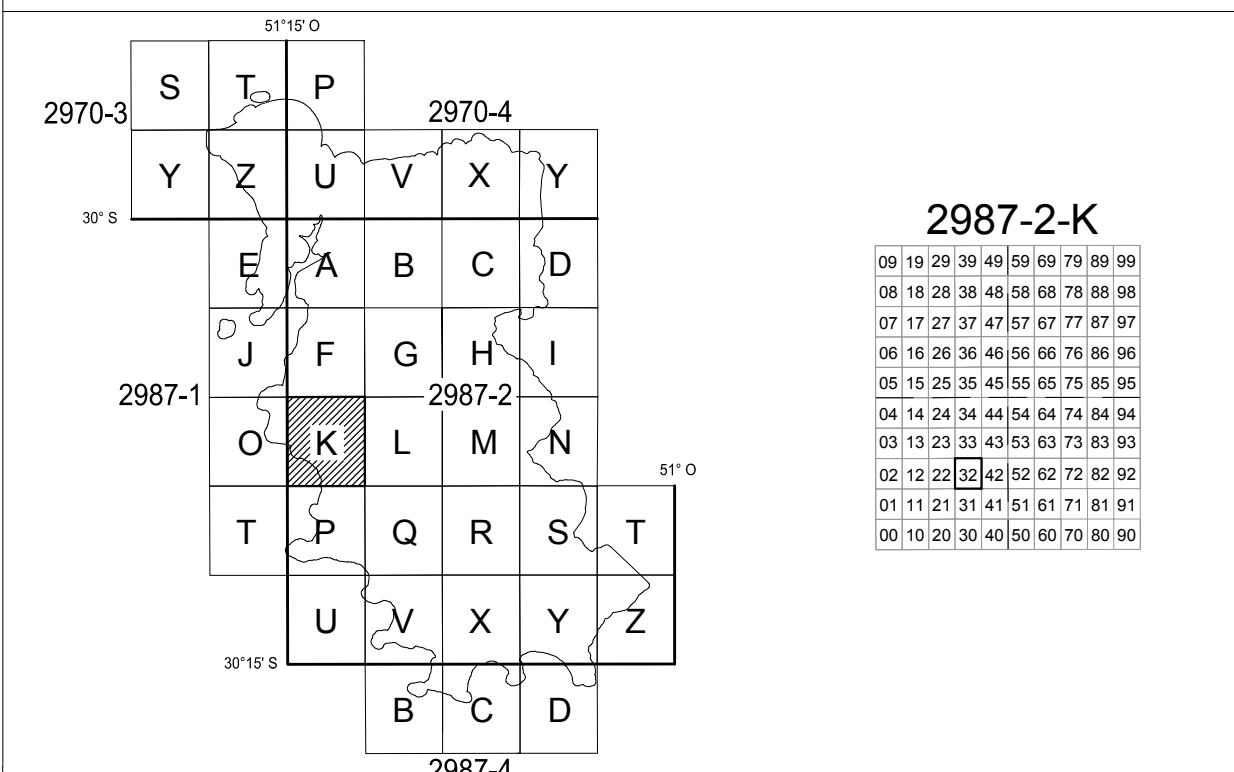 51°15' O
S T P
2970-3
2970-4
Y Z U V X Y
30° S
E A B C D
J F G H I
2987-1
2987-2
O K L M N
51° O
T P Q R S T
U V X Y Z
30°15' S
B C D
2987-4
2987-2-K
09 19 29 39 49 59 69 79 89 99
08 18 28 38 48 58 68 78 88 98
07 17 27 37 47 57 67 77 87 97
06 16 26 36 46 56 66 76 86 96
05 15 25 35 45 55 65 75 85 95
04 14 24 34 44 54 64 74 84 94
03 13 23 33 43 53 63 73 83 93
02 12 22 32 42 52 62 72 82 92
01 11 21 31 41 51 61 71 81 91
00 10 20 30 40 50 60 70 80 90